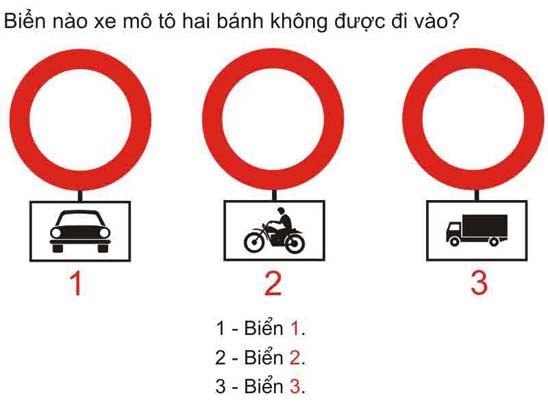 Biển nào xe mô tô hai bánh không được đi vào?
1 2 3
1 - Biển 1.
2 - Biển 2.
3 - Biển 3.